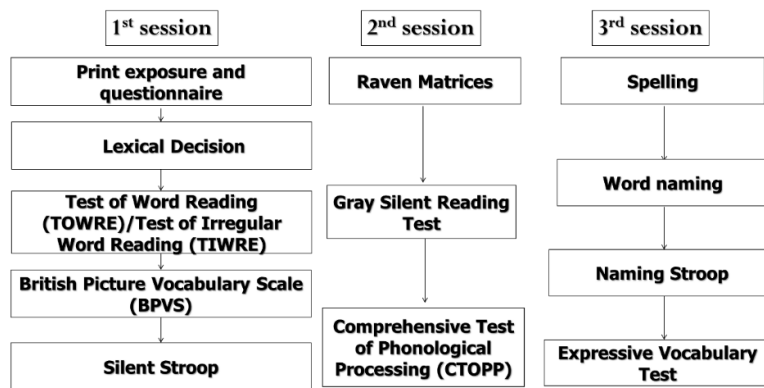 1st session
Print exposure and
questionnaire
Lexical Decision
Test of Word Reading
(TOWRE)/Test of Irregular
Word Reading (TIWRE)
British Picture Vocabulary Scale
(BPVS)
Silent Stroop
2nd session
Raven Matrices
Gray Silent Reading
Test
Comprehensive Test
of Phonological
Processing (CTOPP)
3rd session
Spelling
Word naming
Naming Stroop
Expressive Vocabulary
Test